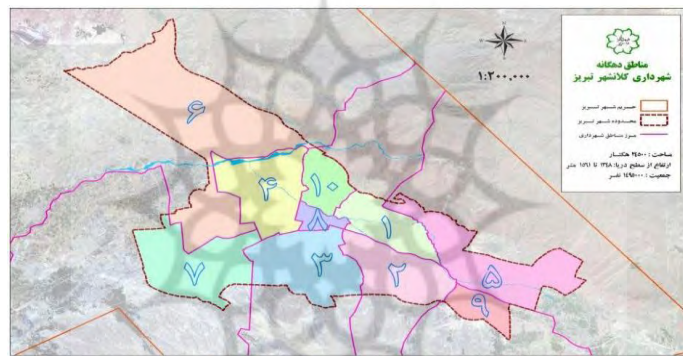 مناطق دهگانه
شهرداری کلانشهر تبریز
حریم شهر تبریز
محدوده شهر تبریز
مرز مناطق شهرداری
مساحت : ۲۴۵۰۰ هکتار
ارتفاع از سطح دریا: ۱۳۴۸ تا ۱۵۶۱ متر
جمعیت : ۱۴۹۵۰۰۰ نفر
۱:۲۰۰,۰۰۰
۶
۴
۱۰
۸
۱
۷
۳
۲
۵
۹